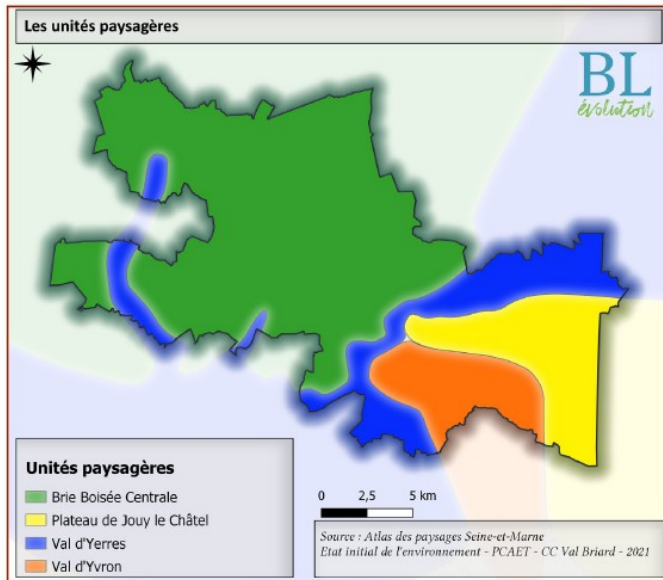 Les unités paysagères
BL
évolution
Unités paysagères
Brie Boisée Centrale
Plateau de Jouy le Châtel
Val d'Yerres
Val d'Yvron
0 2,5 5 km
Source : Atlas des paysages Seine-et-Marne
Etat initial de l'environnement - PCAET - CC Val Briard - 2021